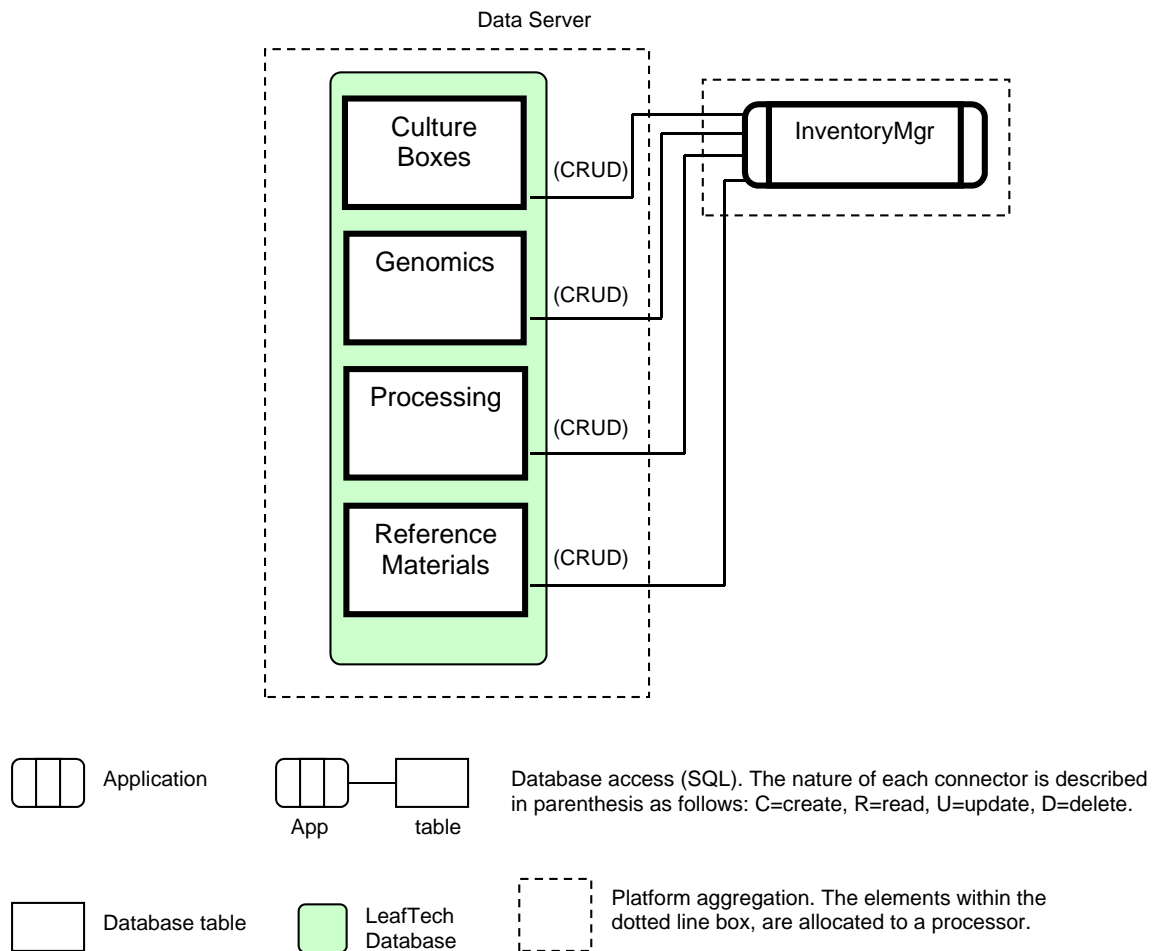 Data Server
Culture
Boxes
InventoryMgr
(CRUD)
Genomics
(CRUD)
Processing
(CRUD)
Reference
Materials
(CRUD)
Application
App
table
Database access (SQL). The nature of each connector is described
in parenthesis as follows: C=create, R=read, U=update, D=delete.
Database table
LeafTech
Database
Platform aggregation. The elements within the
dotted line box, are allocated to a processor.